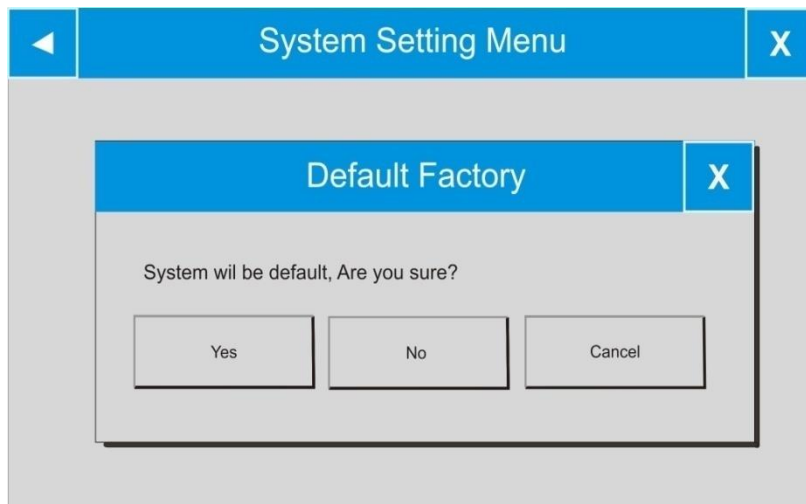 ◄ System Setting Menu X
Default Factory X
System wil be default, Are you sure?
Yes No Cancel